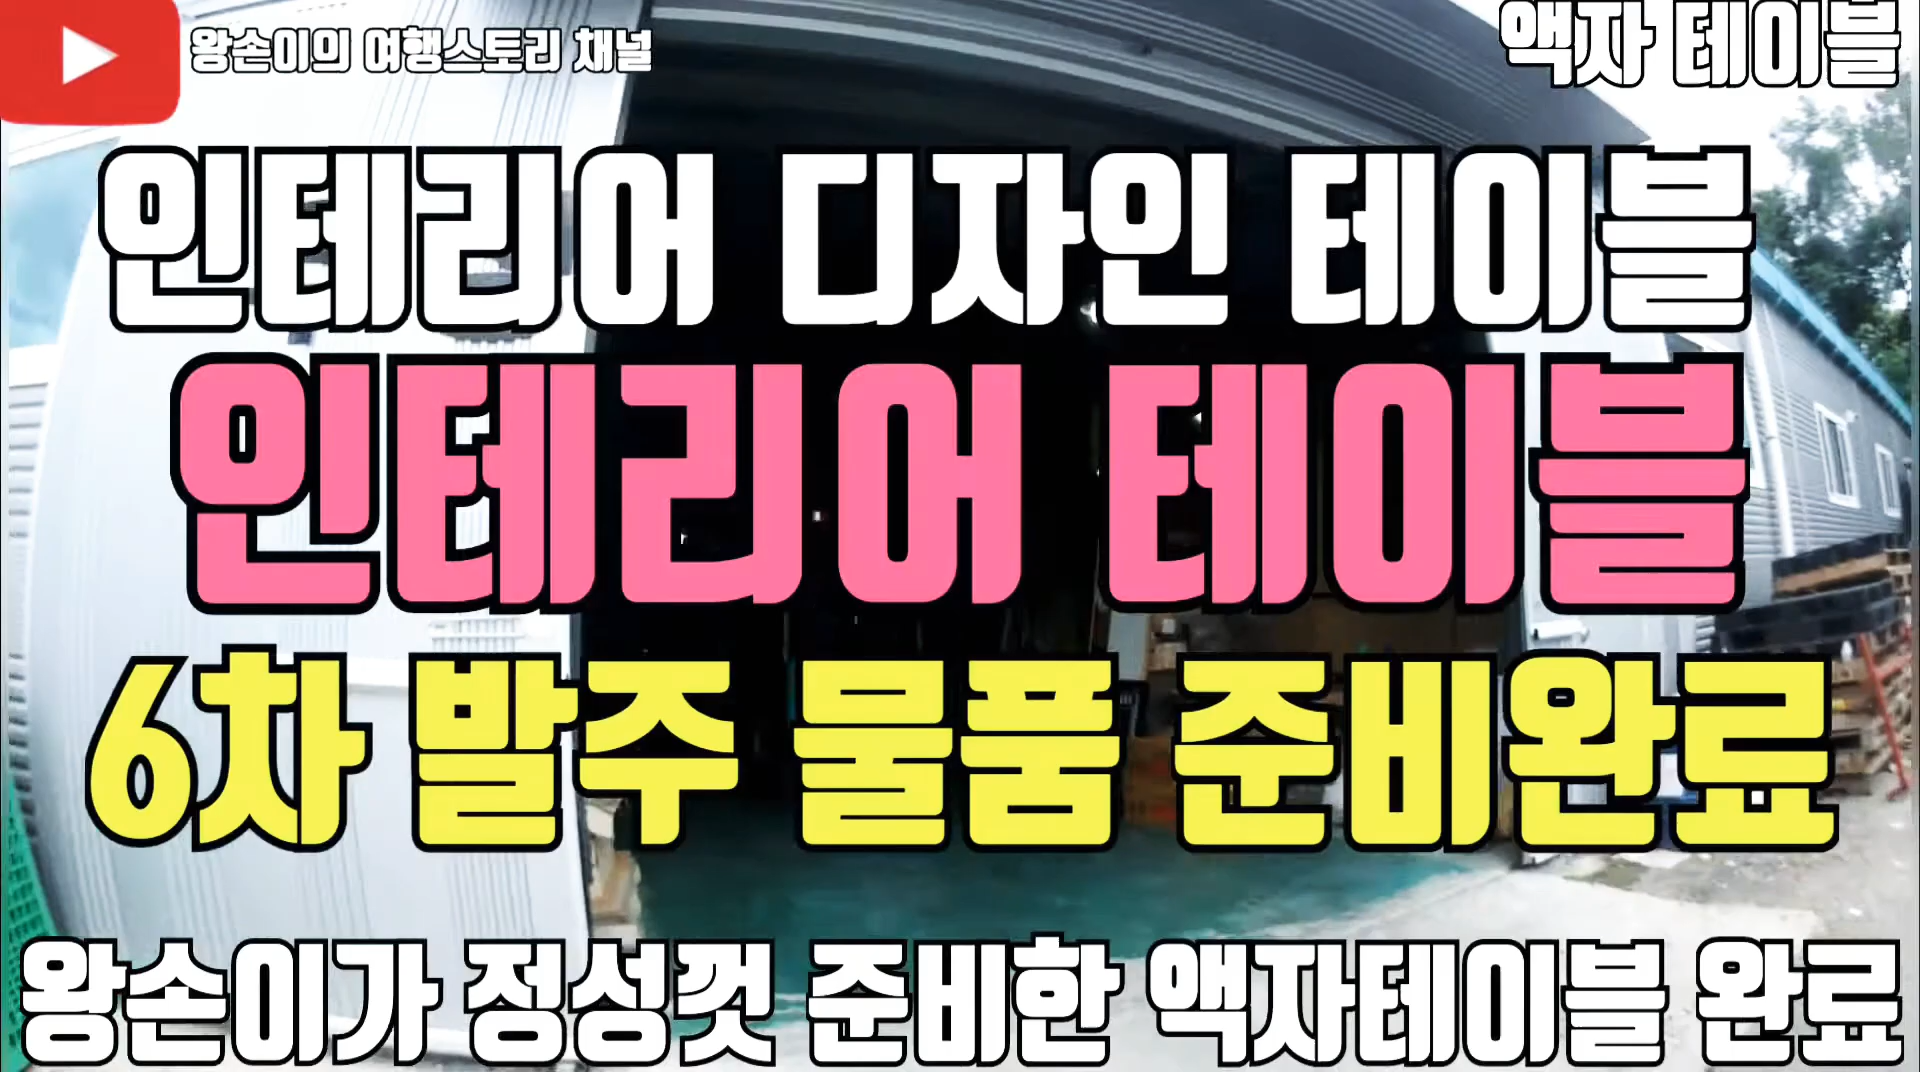 왕손이의 여행스토리 채널
액자 테이블
인테리어 디자인 테이블
인테리어 테이블
6차 발주 물품 준비완료
왕손이가 정성껏 준비한 액자테이블 완료